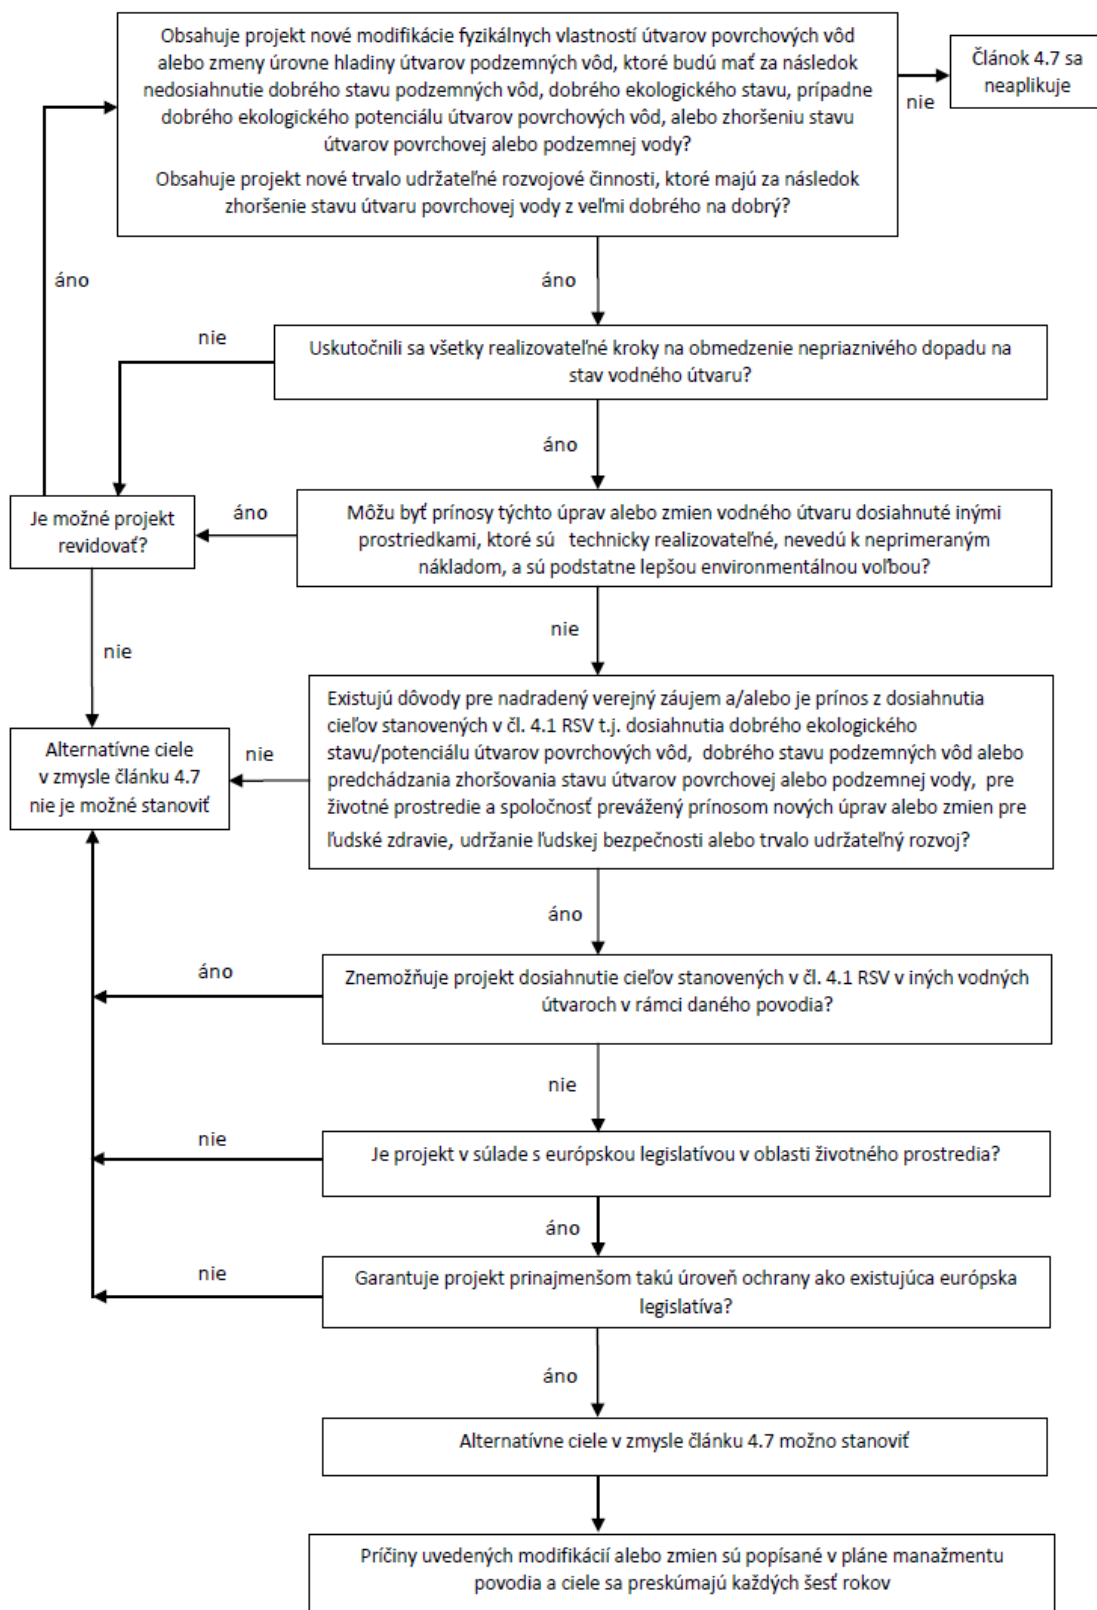 Obsahuje projekt nové modifikácie fyzikálnych vlastností útvarov povrchových vôd
alebo zmeny úrovne hladiny útvarov podzemných vôd, ktoré budú mať za následok
nedosiahnutie dobrého stavu podzemných vôd, dobrého ekologického stavu, prípadne
dobrého ekologického potenciálu útvarov povrchových vôd, alebo zhoršeniu stavu
útvarov povrchovej alebo podzemnej vody?
Obsahuje projekt nové trvalo udržateľné rozvojové činnosti, ktoré majú za následok
zhoršenie stavu útvaru povrchovej vody z veľmi dobrého na dobrý?
nie
Článok 4.7 sa
neaplikuje
áno
áno
nie
Uskutočnili sa všetky realizovateľné kroky na obmedzenie nepriaznivého dopadu na
stav vodného útvaru?
áno
Je možné projekt
revidovať?
áno
Môžu byť prínosy týchto úprav alebo zmien vodného útvaru dosiahnuté inými
prostriedkami, ktoré sú technicky realizovateľné, nevedú k neprimeraným
nákladom, a sú podstatne lepšou environmentálnou voľbou?
nie
nie
Existujú dôvody pre nadradený verejný záujem a/alebo je prínos z dosiahnutia
cieľov stanovených v čl. 4.1 RSV t.j. dosiahnutia dobrého ekologického
stavu/potenciálu útvarov povrchových vôd, dobrého stavu podzemných vôd alebo
predchádzania zhoršovania stavu útvarov povrchovej alebo podzemnej vody, pre
životné prostredie a spoločnosť prevážený prínosom nových úprav alebo zmien pre
ľudské zdravie, udržanie ľudskej bezpečnosti alebo trvalo udržateľný rozvoj?
nie
Alternatívne ciele
v zmysle článku 4.7
nie je možné stanoviť
áno
áno
Znemožňuje projekt dosiahnutie cieľov stanovených v čl. 4.1 RSV v iných vodných
útvaroch v rámci daného povodia?
nie
nie
Je projekt v súlade s európskou legislatívou v oblasti životného prostredia?
áno
nie
Garantuje projekt prinajmenšom takú úroveň ochrany ako existujúca európska
legislatíva?
áno
Alternatívne ciele v zmysle článku 4.7 možno stanoviť
Príčiny uvedených modifikácií alebo zmien sú popísané v pláne manažmentu
povodia a ciele sa preskúmajú každých šesť rokov